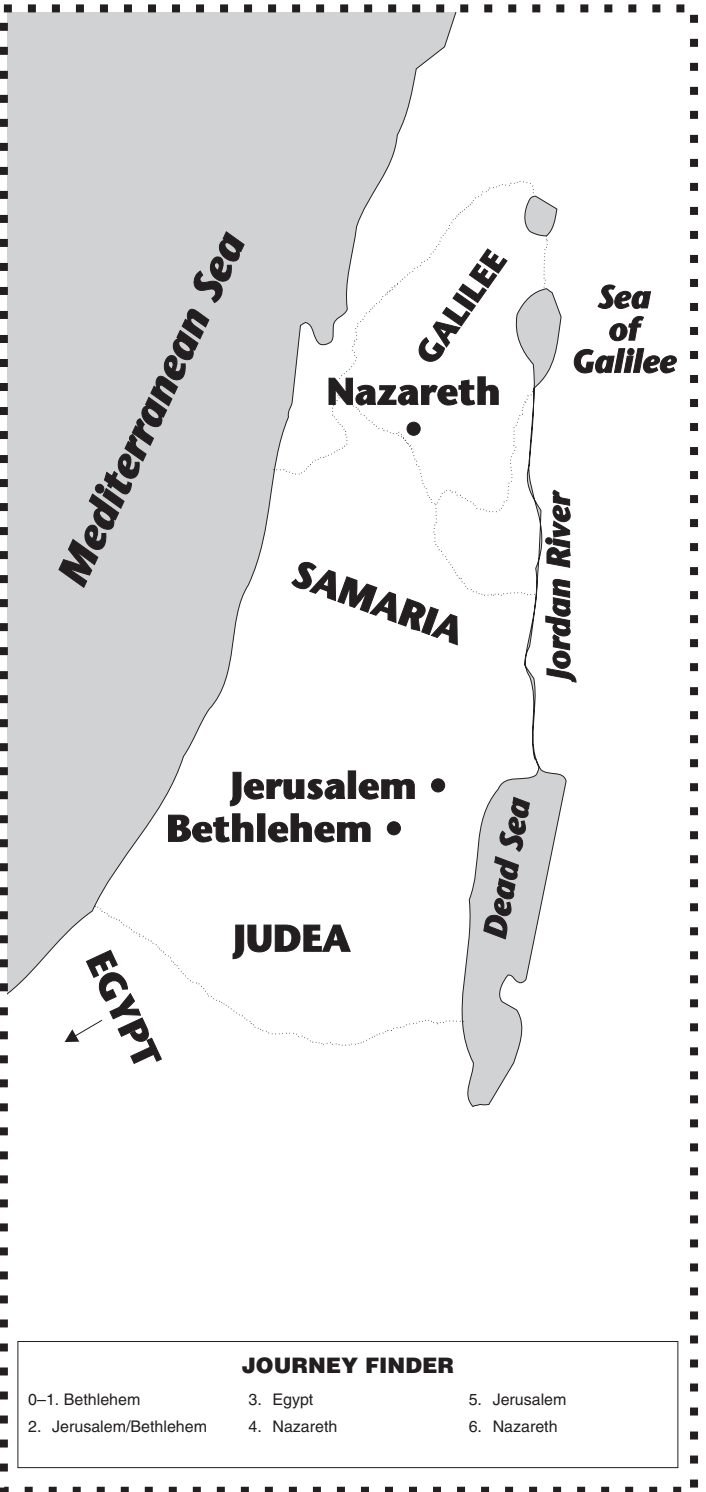 Mediterranean Sea
GALILEE
Sea
of
Galilee
Nazareth
Jordan River
SAMARIA
Jerusalem
Bethlehem
Dead Sea
JUDEA
EGYPT
JOURNEY FINDER
0–1. Bethlehem
2. Jerusalem/Bethlehem
3. Egypt
4. Nazareth
5. Jerusalem
6. Nazareth